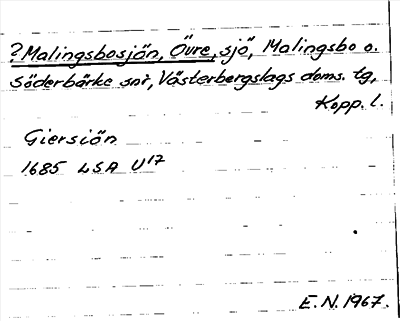 ?Malingsbosjön, Övre, sjö, Malingsbo o.
Söderbärke snr, Västerbergslags doms. tg,
Kopp. l.
Giersiön
1685 LSA U17
E.N. 1967.